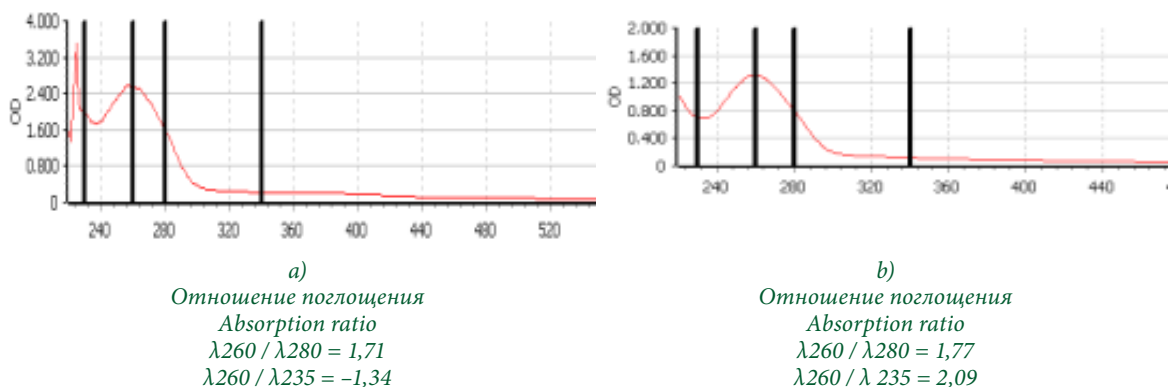 4.000
3.200
2.400
1.600
0.800
0
OD
240 280 320 360 400 440 480 520
a)
Отношение поглощения
Absorption ratio
λ260 / λ280 = 1,71
λ260 / λ235 = –1,34
2.000
1.600
1.200
0.800
0.400
0
OD
240 280 320 360 400 440
b)
Отношение поглощения
Absorption ratio
λ260 / λ280 = 1,77
λ260 / λ 235 = 2,09